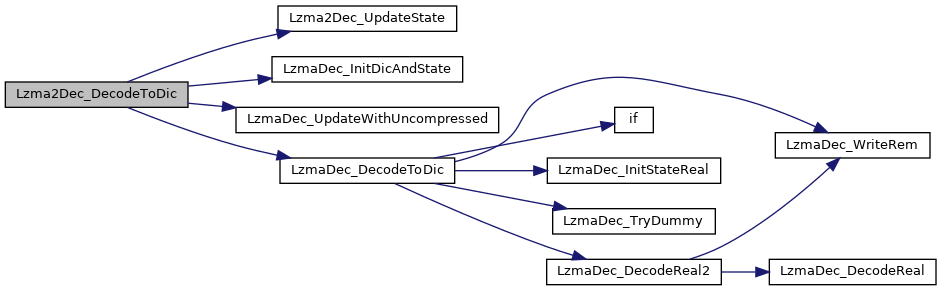 Lzma2Dec_DecodeToDic
Lzma2Dec_UpdateState
LzmaDec_InitDicAndState
LzmaDec_UpdateWithUncompressed
LzmaDec_DecodeToDic
if
LzmaDec_InitStateReal
LzmaDec_TryDummy
LzmaDec_DecodeReal2
LzmaDec_WriteRem
LzmaDec_DecodeReal